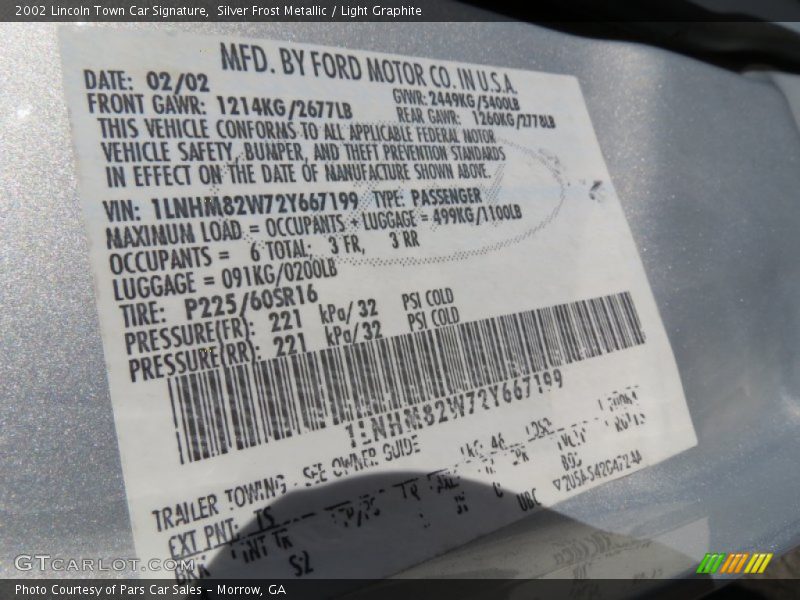 2002 Lincoln Town Car Signature, Silver Frost Metallic / Light Graphite
MFD. BY FORD MOTOR CO. IN U.S.A.
DATE: 02/02 GVWR: 2449KG/5400LB
FRONT GAWR: 1214KG/2677LB REAR GAWR: 1260KG/2778LB
THIS VEHICLE CONFORMS TO ALL APPLICABLE FEDERAL MOTOR
VEHICLE SAFETY, BUMPER, AND THEFT PREVENTION STANDARDS
IN EFFECT ON THE DATE OF MANUFACTURE SHOWN ABOVE.
VIN: 1LNHM82W72Y667199 TYPE: PASSENGER
MAXIMUM LOAD = OCCUPANTS + LUGGAGE = 499KG/1100LB
OCCUPANTS = 6 TOTAL: 3 FR, 3 RR
LUGGAGE = 091KG/0200LB
TIRE: P225/60SR16
PRESSURE(FR): 221 kPa/32 PSI COLD
PRESSURE(RR): 221 kPa/32 PSI COLD
1LNHM82W72Y667199
TRAILER TOWING - SEE OWNER GUIDE
EXT PNT: TS
BRK INT TR
S2
UBC
GTCarLot.com
Photo Courtesy of Pars Car Sales – Morrow, GA